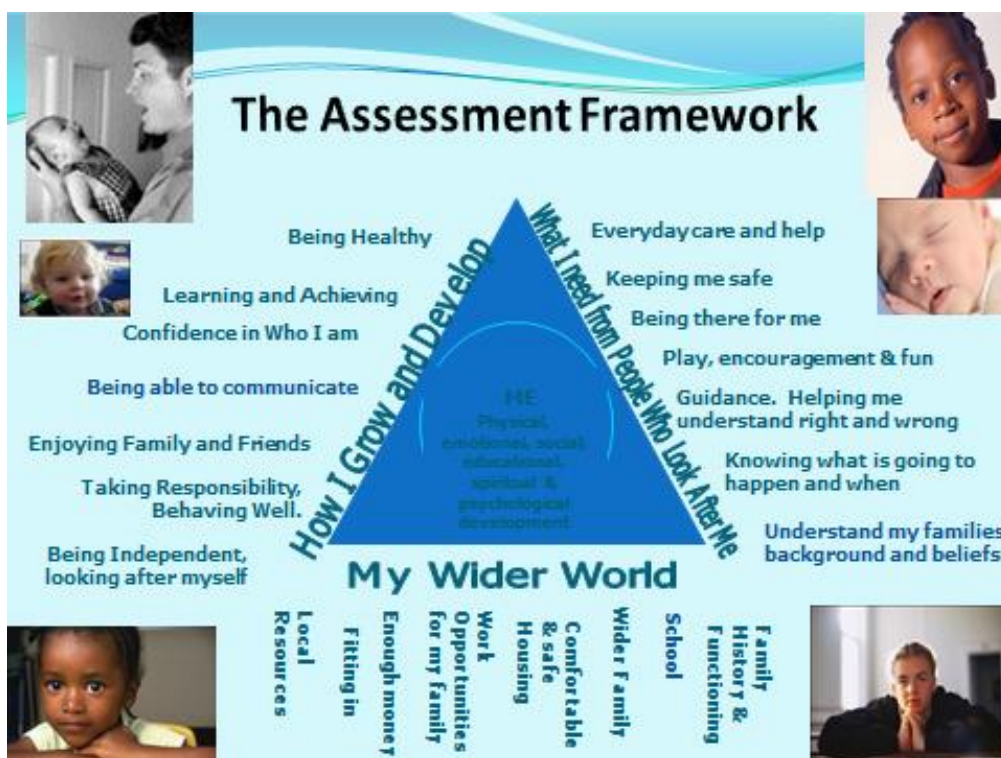 The Assessment Framework
Being Healthy
Learning and Achieving
Confidence in Who I am
Being able to communicate
Enjoying Family and Friends
Taking Responsibility,
Behaving Well.
Being Independent,
looking after myself
How I Grow and Develop
What I need from People Who Look After Me
Everyday care and help
Keeping me safe
Being there for me
Play, encouragement & fun
Guidance. Helping me
understand right and wrong
Knowing what is going to
happen and when
Understand my families
background and beliefs
ME
Physical,
emotional, social,
educational,
spiritual &
psychological
development
My Wider World
Local
Resources
Fitting in
Enough money
for my family
Work
Opportunities
Comfortable
& safe
Housing
Wider Family
School
Family
History &
Functioning